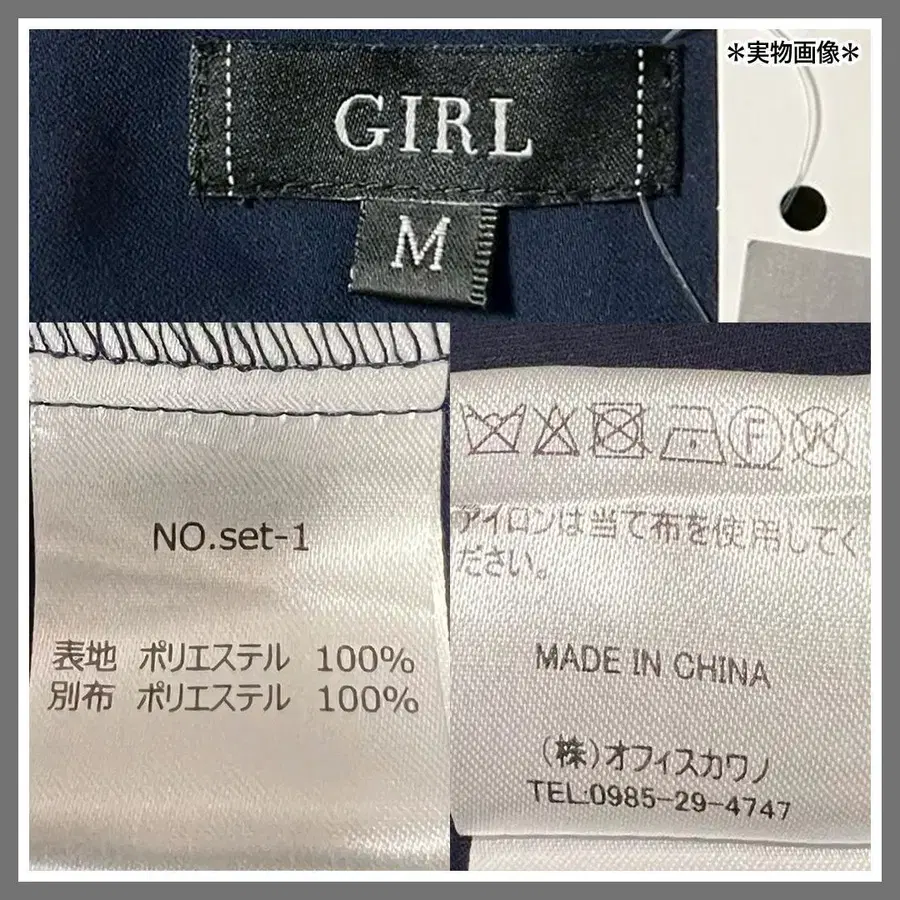 *実物画像*
GIRL
M
NO.set-1
表地 ポリエステル 100%
別布 ポリエステル 100%
アイロンは当て布を使用してく
ださい。
MADE IN CHINA
(株)オフィスカワノ
TEL:0985-29-4747